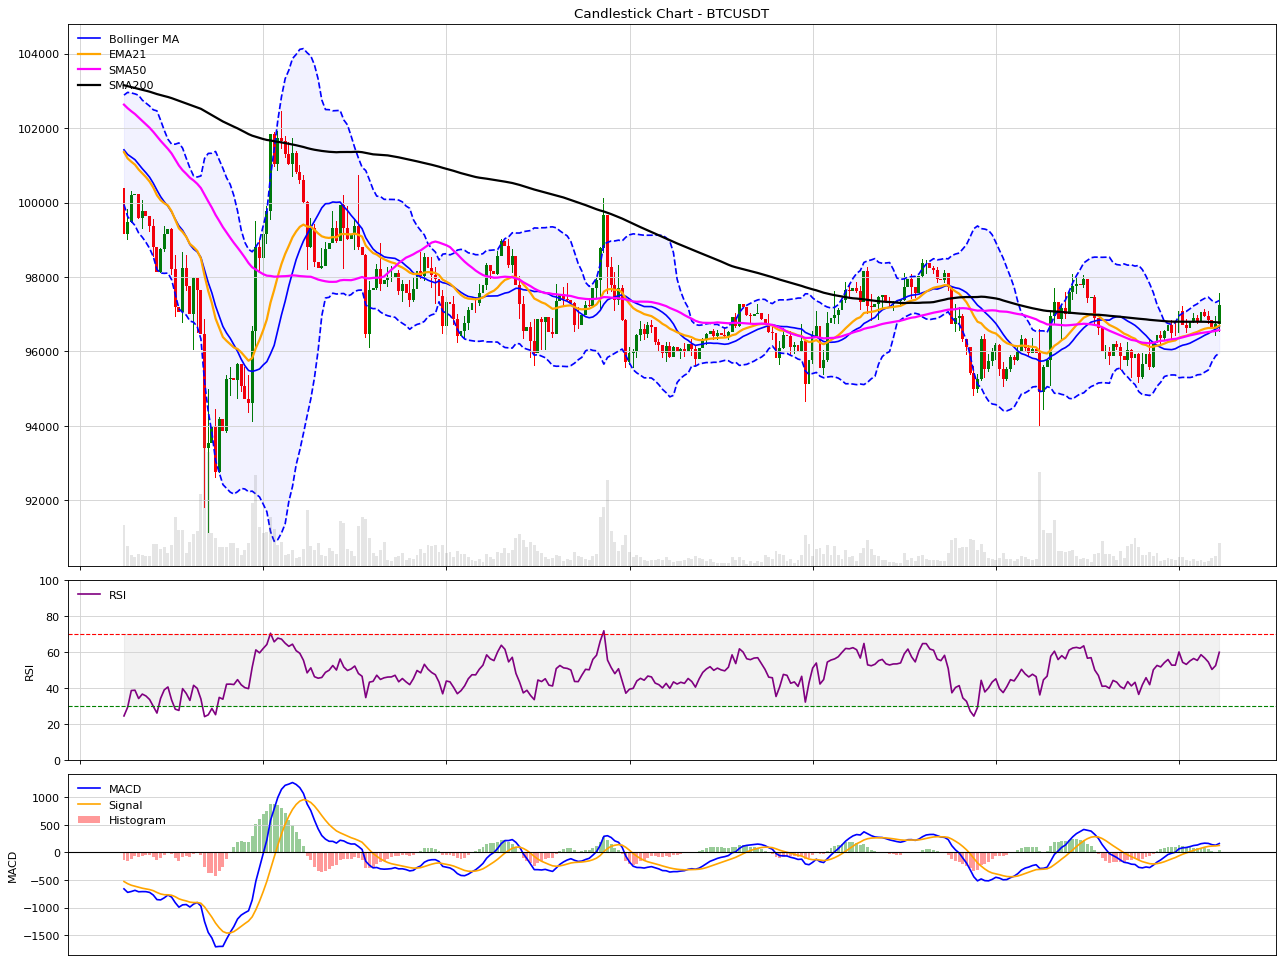 Candlestick Chart - BTCUSDT
Bollinger MA
EMA21
SMA50
SMA200
104000
102000
100000
98000
96000
94000
92000
RSI
RSI
100
80
60
40
20
0
MACD
Signal
Histogram
MACD
1000
500
0
−500
−1000
−1500